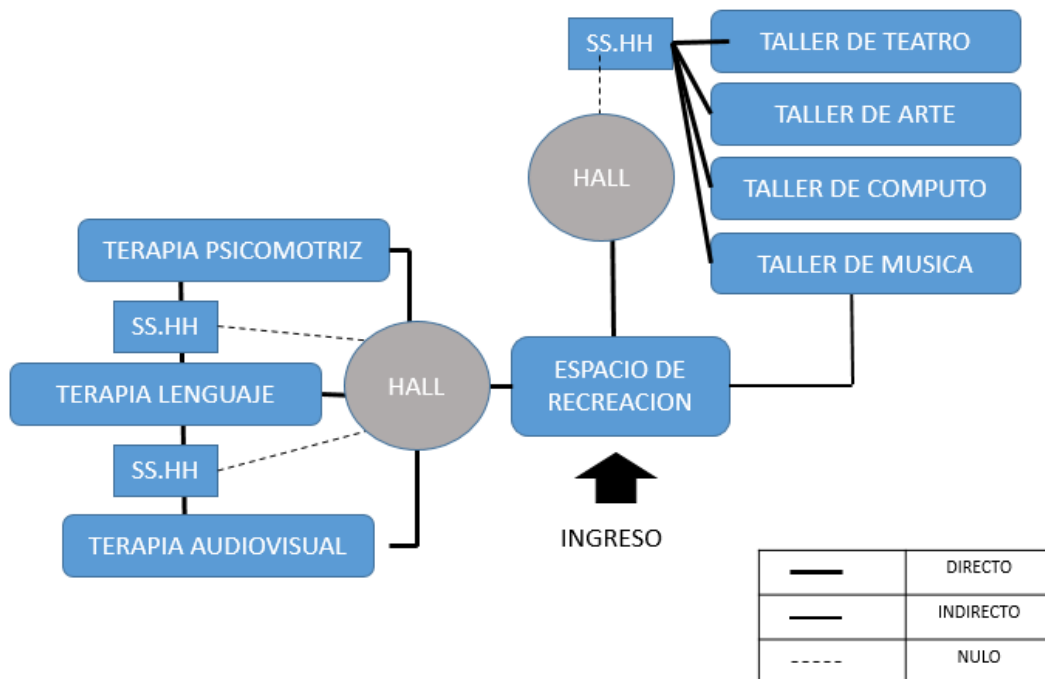 SS.HH
TALLER DE TEATRO
TALLER DE ARTE
HALL
TALLER DE COMPUTO
TALLER DE MUSICA
TERAPIA PSICOMOTRIZ
SS.HH
TERAPIA LENGUAJE
HALL
ESPACIO DE
RECREACION
SS.HH
TERAPIA AUDIOVISUAL
INGRESO
DIRECTO
INDIRECTO
NULO